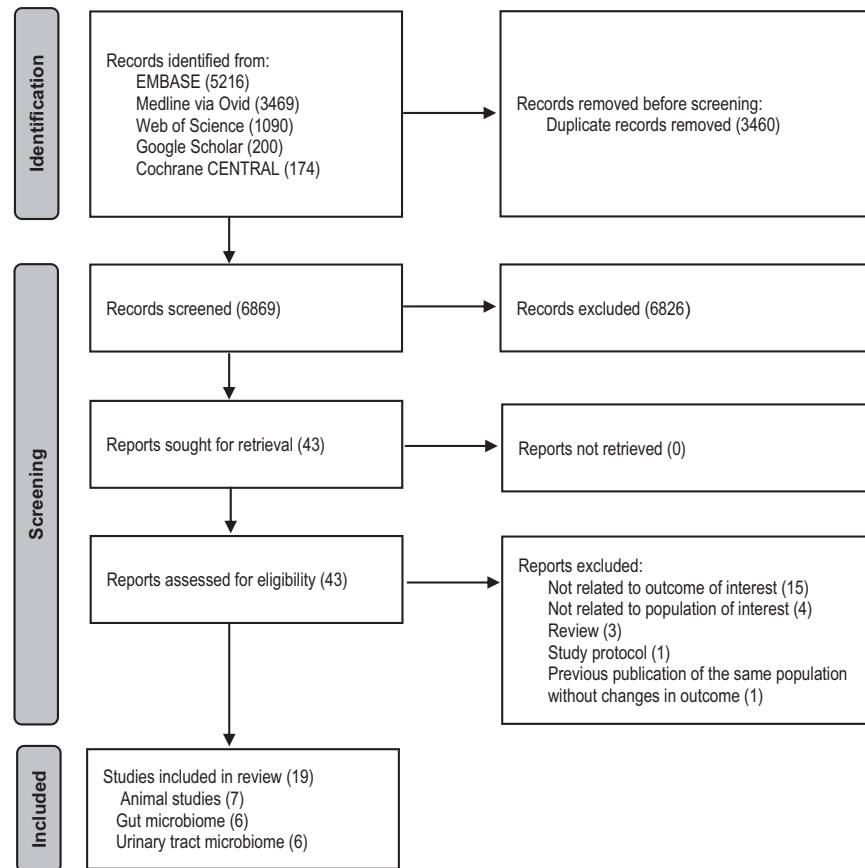 Identification
Records identified from:
EMBASE (5216)
Medline via Ovid (3469)
Web of Science (1090)
Google Scholar (200)
Cochrane CENTRAL (174)
Records removed before screening:
Duplicate records removed (3460)
Screening
Records screened (6869)
Records excluded (6826)
Reports sought for retrieval (43)
Reports not retrieved (0)
Reports assessed for eligibility (43)
Reports excluded:
Not related to outcome of interest (15)
Not related to population of interest (4)
Review (3)
Study protocol (1)
Previous publication of the same population
without changes in outcome (1)
Included
Studies included in review (19)
Animal studies (7)
Gut microbiome (6)
Urinary tract microbiome (6)